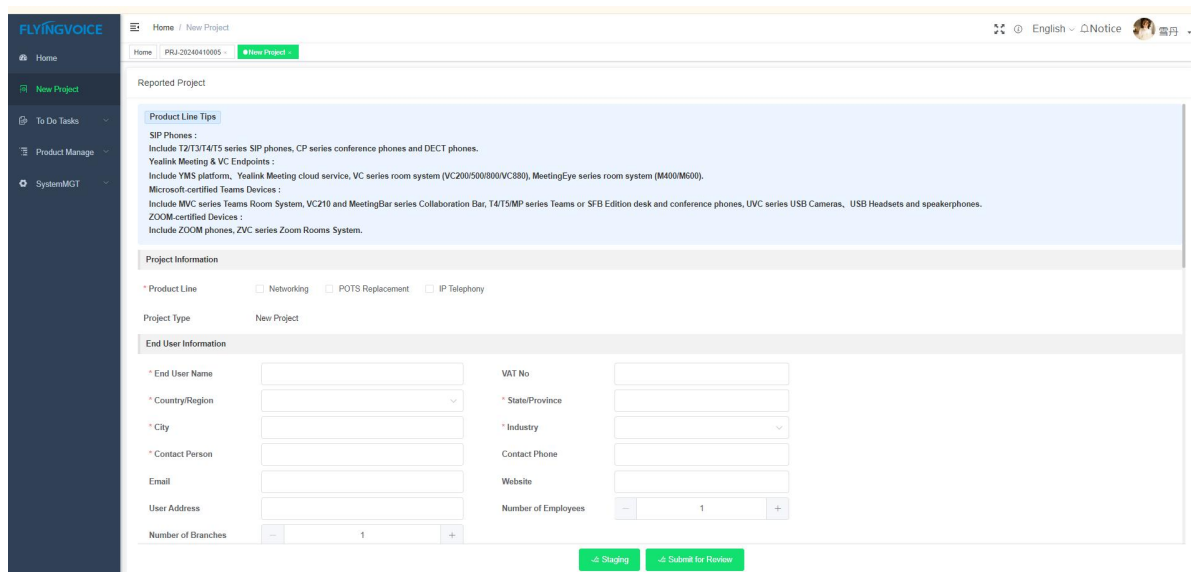 FLYINGVOICE
Home / New Project
English
Notice
雪丹
Home
PRJ-20240410005
New Project
Home
New Project
To Do Tasks
Product Manage
SystemMGT
Reported Project
Product Line Tips
SIP Phones :
Include T2/T3/T4/T5 series SIP phones, CP series conference phones and DECT phones.
Yealink Meeting & VC Endpoints :
Include YMS platform、Yealink Meeting cloud service, VC series room system (VC200/500/800/VC880), MeetingEye series room system (M400/M600).
Microsoft-certified Teams Devices :
Include MVC series Teams Room System, VC210 and MeetingBar series Collaboration Bar, T4/T5/MP series Teams or SFB Edition desk and conference phones, UVC series USB Cameras、USB Headsets and speakerphones.
ZOOM-certified Devices :
Include ZOOM phones, ZVC series Zoom Rooms System.
Project Information
* Product Line
Networking
POTS Replacement
IP Telephony
Project Type
New Project
End User Information
* End User Name
VAT No
* Country/Region
* State/Province
* City
* Industry
* Contact Person
Contact Phone
Email
Website
User Address
Number of Employees
1
Number of Branches
1
Staging
Submit for Review